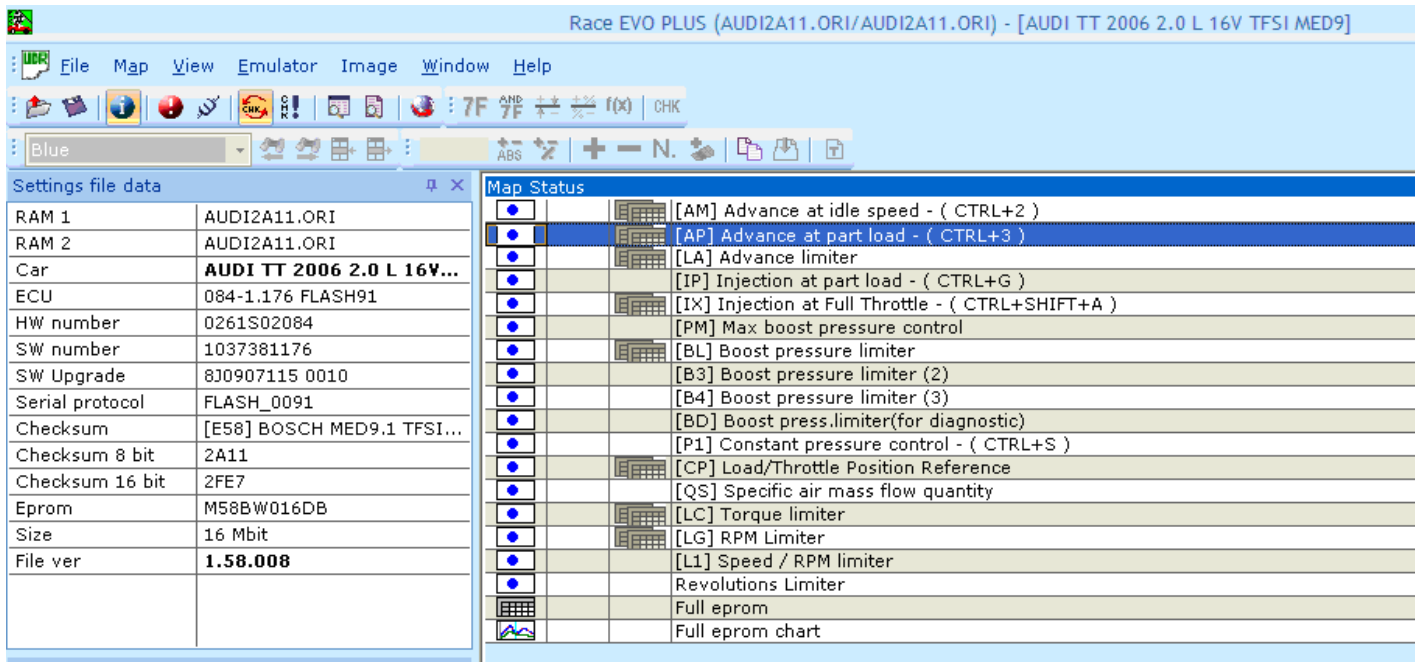 Race EVO PLUS (AUDI2A11.ORI/AUDI2A11.ORI) - [AUDI TT 2006 2.0 L 16V TFSI MED9]
File Map View Emulator Image Window Help
CHK 7F AND 7F f(x) CHK
Blue ABS N. T
Settings file data
RAM 1 AUDI2A11.ORI
RAM 2 AUDI2A11.ORI
Car AUDI TT 2006 2.0 L 16V...
ECU 084-1.176 FLASH91
HW number 0261S02084
SW number 1037381176
SW Upgrade 8J0907115 0010
Serial protocol FLASH_0091
Checksum [E58] BOSCH MED9.1 TFSI...
Checksum 8 bit 2A11
Checksum 16 bit 2FE7
Eprom M58BW016DB
Size 16 Mbit
File ver 1.58.008
Map Status
[AM] Advance at idle speed - ( CTRL+2 )
[AP] Advance at part load - ( CTRL+3 )
[LA] Advance limiter
[IP] Injection at part load - ( CTRL+G )
[IX] Injection at Full Throttle - ( CTRL+SHIFT+A )
[PM] Max boost pressure control
[BL] Boost pressure limiter
[B3] Boost pressure limiter (2)
[B4] Boost pressure limiter (3)
[BD] Boost press.limiter(for diagnostic)
[P1] Constant pressure control - ( CTRL+S )
[CP] Load/Throttle Position Reference
[QS] Specific air mass flow quantity
[LC] Torque limiter
[LG] RPM Limiter
[L1] Speed / RPM limiter
Revolutions Limiter
Full eprom
Full eprom chart